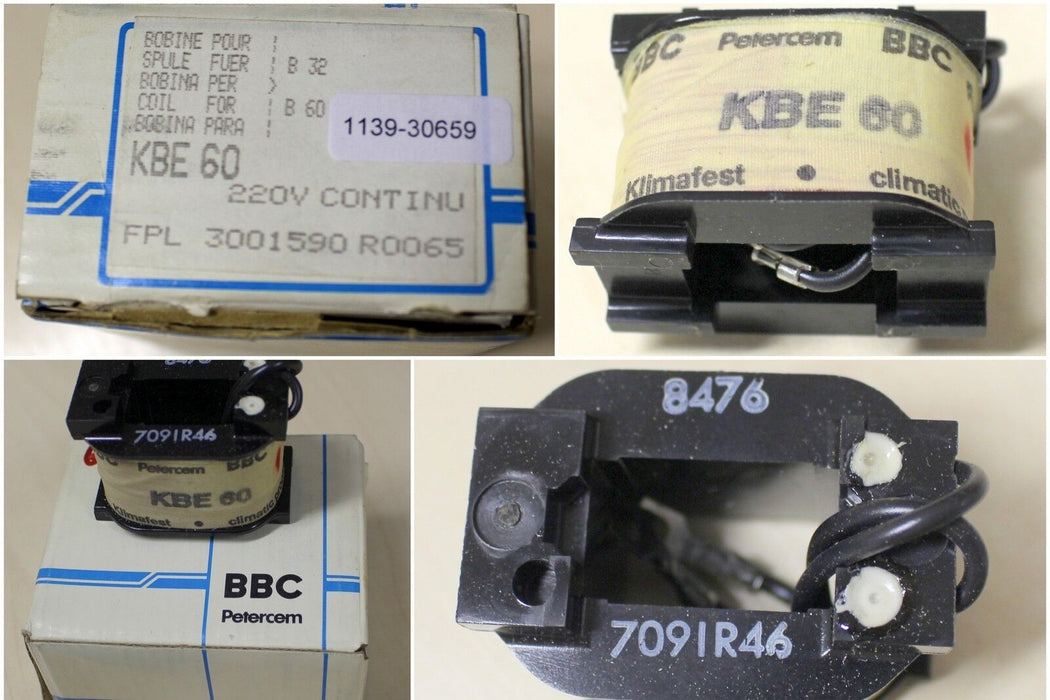 BOBINE POUR
SPULE FUER
BOBINA PER
COIL FOR
BOBINA PARA
B 32
B 60
1139-30659
KBE 60
220V CONTINU
FPL 3001590 R0065
BBC Petercem BBC
KBE 60
Klimafest • climatic
8476
7091R46
Petercem BBC
KBE 60
Klimafest • climatic
BBC
Petercem
8476
7091R46